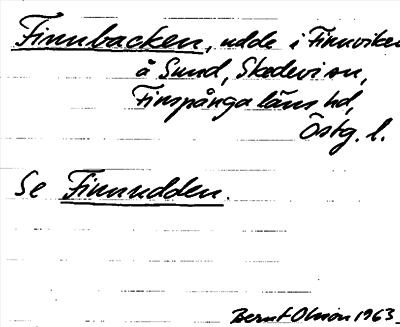 Finnbacken, udde i Finnviken
å Sund, Skedevi sn,
Finspånga läns hd,
Östg. l.
Se Finnudden.
Bernt Olsson 1963